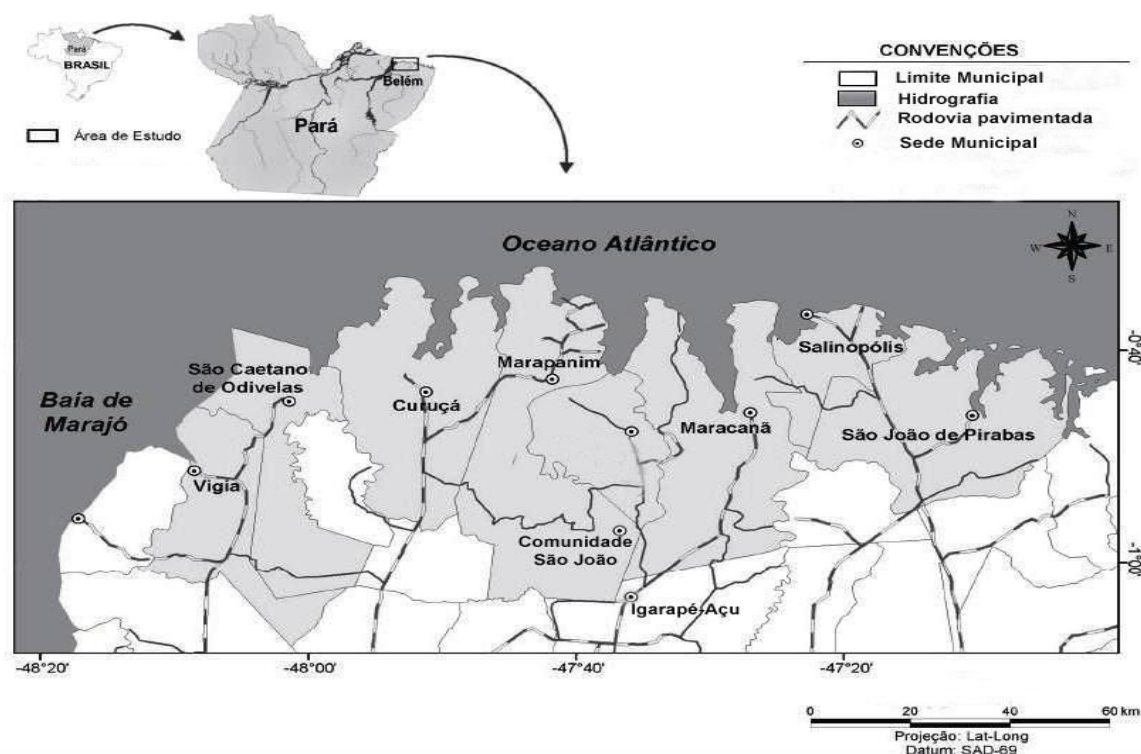 Pará
BRASIL
Belém
Pará
Área de Estudo
CONVENÇÕES
Limite Municipal
Hidrografia
Rodovia pavimentada
Sede Municipal
Oceano Atlântico
N
W
E
S
Salinopólis
-0°40'
Marapanim
São Caetano
de Odivelas
Baía de
Marajó
Curuçá
Maracanã
São João de Pirabas
Vigia
Comunidade
São João
-1°00'
Igarapé-Açu
-48°20'
-48°00'
-47°40'
-47°20'
0 20 40 60 km
Projeção: Lat-Long
Datum: SAD-69